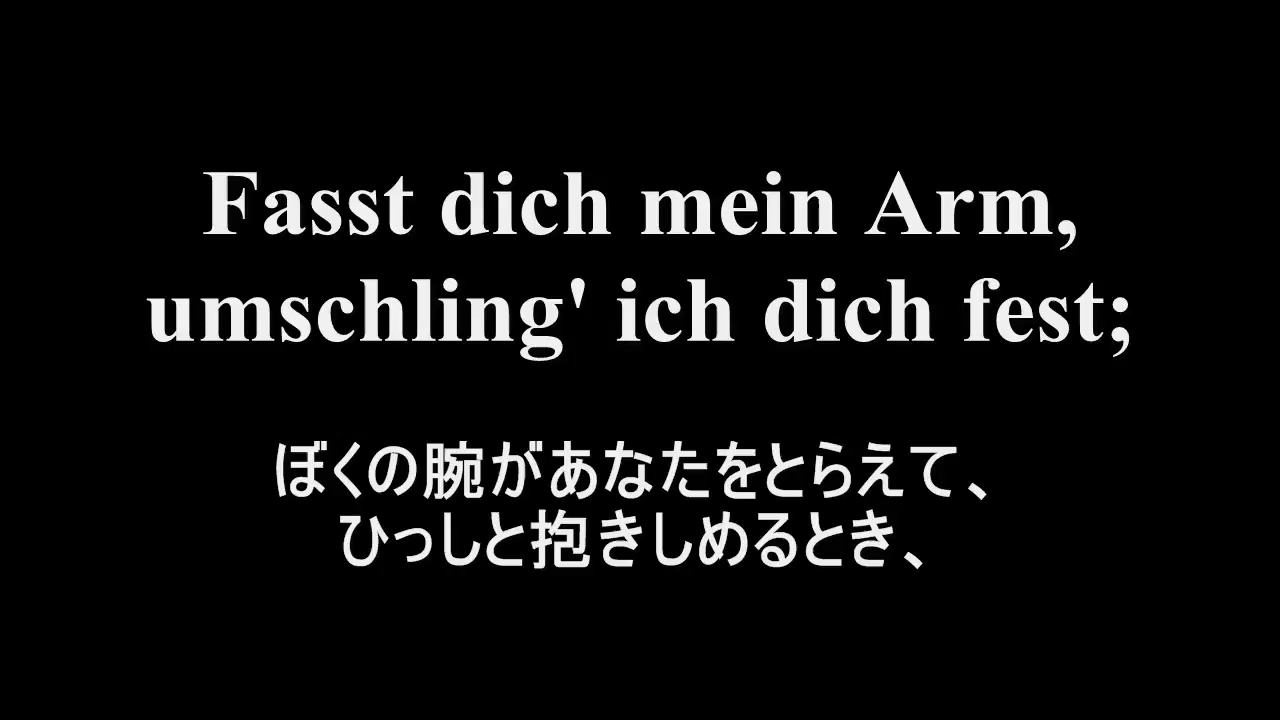 Fasst dich mein Arm,
umschling' ich dich fest;
ぼくの腕があなたをとらえて、
ひっしと抱きしめるとき、